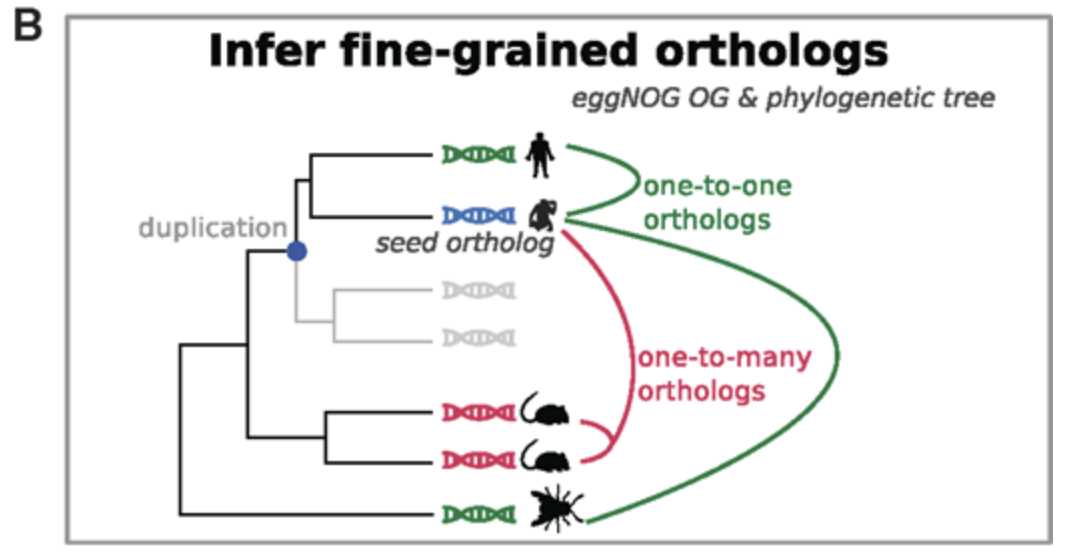 B
Infer fine-grained orthologs
eggNOG OG & phylogenetic tree
one-to-one
orthologs
duplication
seed ortholog
one-to-many
orthologs